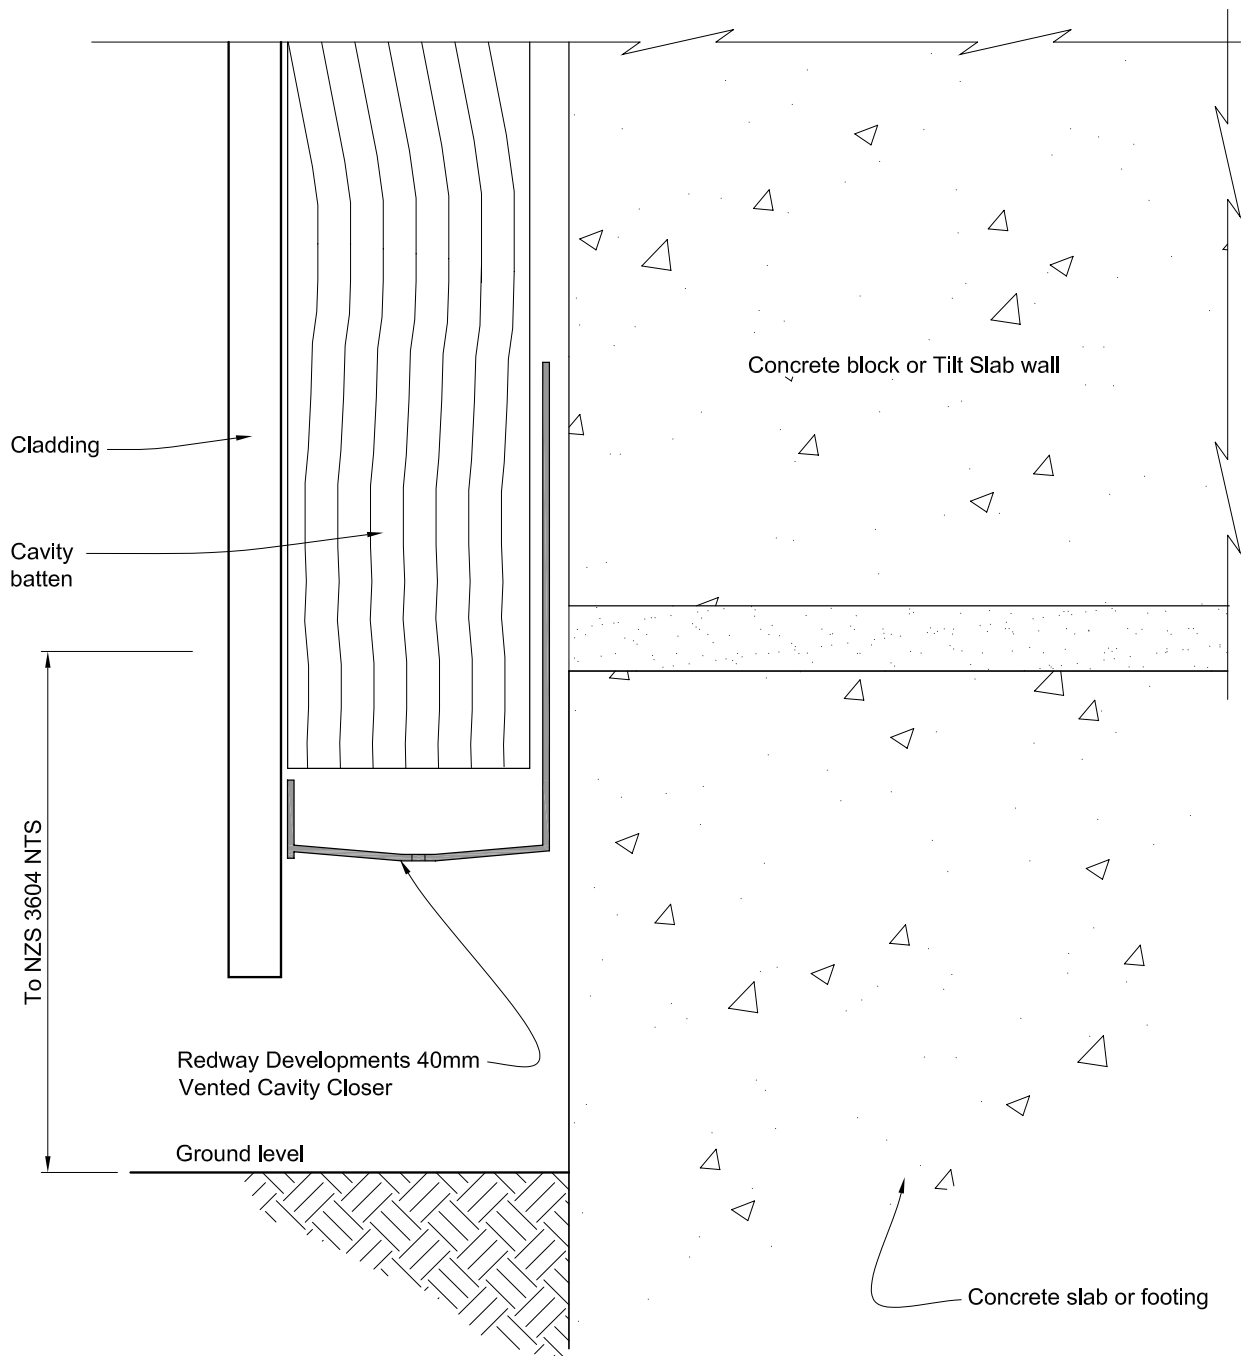 Concrete block or Tilt Slab wall
Cladding
Cavity
batten
To NZS 3604 NTS
Redway Developments 40mm
Vented Cavity Closer
Ground level
Concrete slab or footing